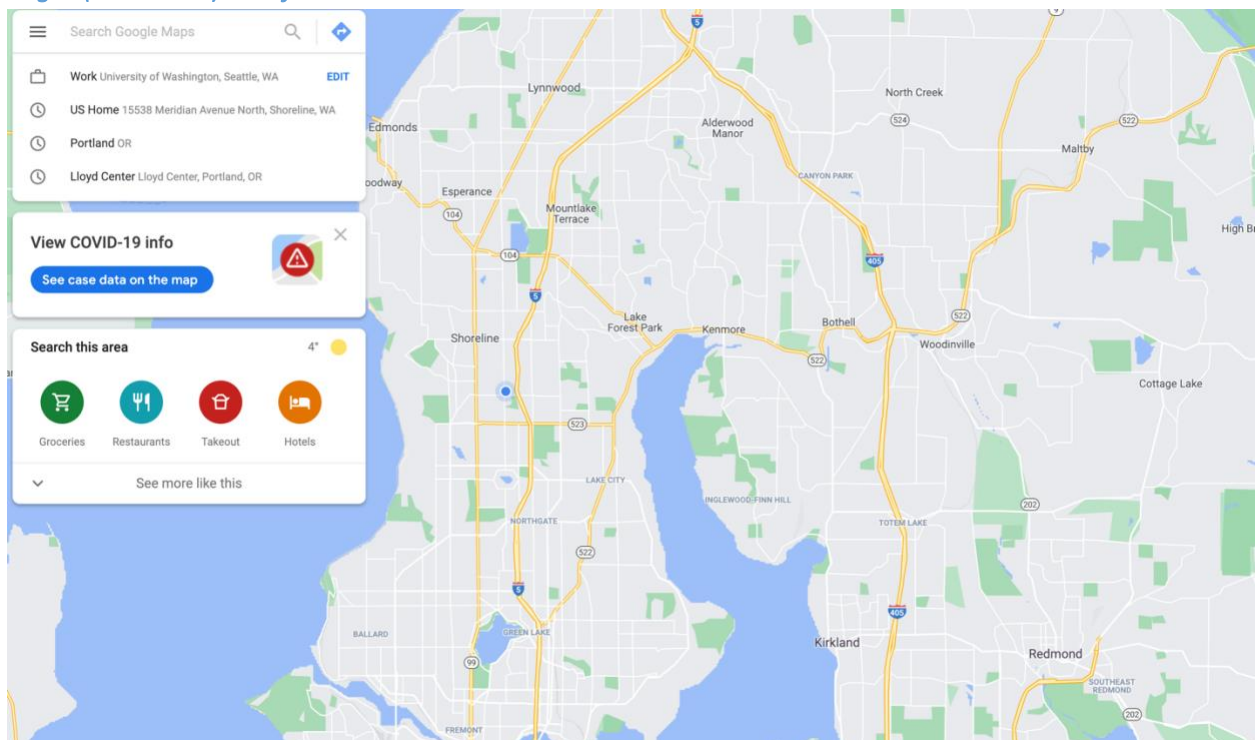 Search Google Maps
Work University of Washington, Seattle, WA EDIT
US Home 15538 Meridian Avenue North, Shoreline, WA
Portland OR
Lloyd Center Lloyd Center, Portland, OR
View COVID-19 info
See case data on the map
Search this area 4°
Groceries Restaurants Takeout Hotels
See more like this
9
5
Lynnwood
North Creek
524
522
Edmonds
Alderwood
Manor
Maltby
CANYON PARK
oodway
Esperance
104
Mountlake
Terrace
High B
104
405
5
Lake
Forest Park
Kenmore
Bothell
522
Shoreline
522
Woodinville
Cottage Lake
523
LAKE CITY
INGLEWOOD-FINN HILL
202
NORTHGATE
TOTEM LAKE
522
5
405
BALLARD
GREEN LAKE
Kirkland
Redmond
99
SOUTHEAST
REDMOND
202
FREMONT